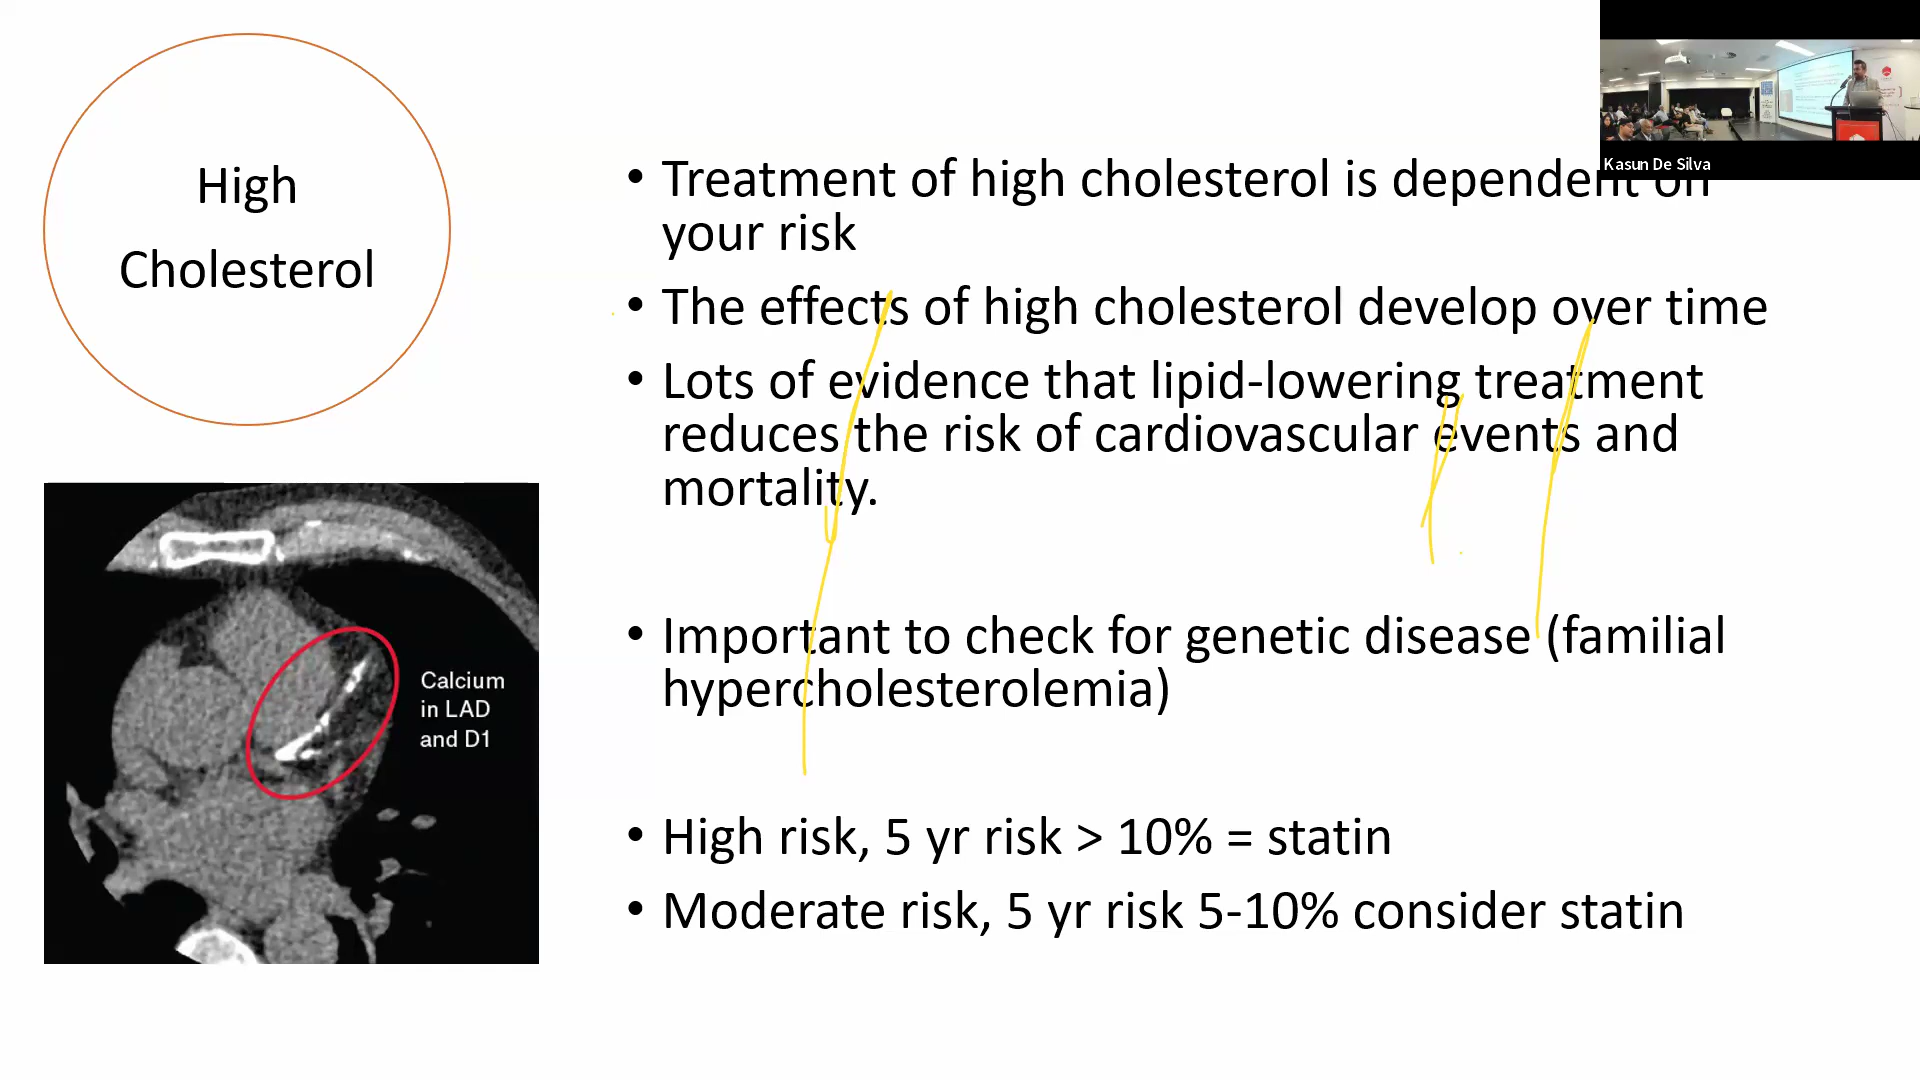 High
Cholesterol
• Treatment of high cholesterol is dependent on
your risk
• The effects of high cholesterol develop over time
• Lots of evidence that lipid-lowering treatment
reduces the risk of cardiovascular events and
mortality.
• Important to check for genetic disease (familial
hypercholesterolemia)
• High risk, 5 yr risk > 10% = statin
• Moderate risk, 5 yr risk 5-10% consider statin
Calcium
in LAD
and D1
Kasun De Silva